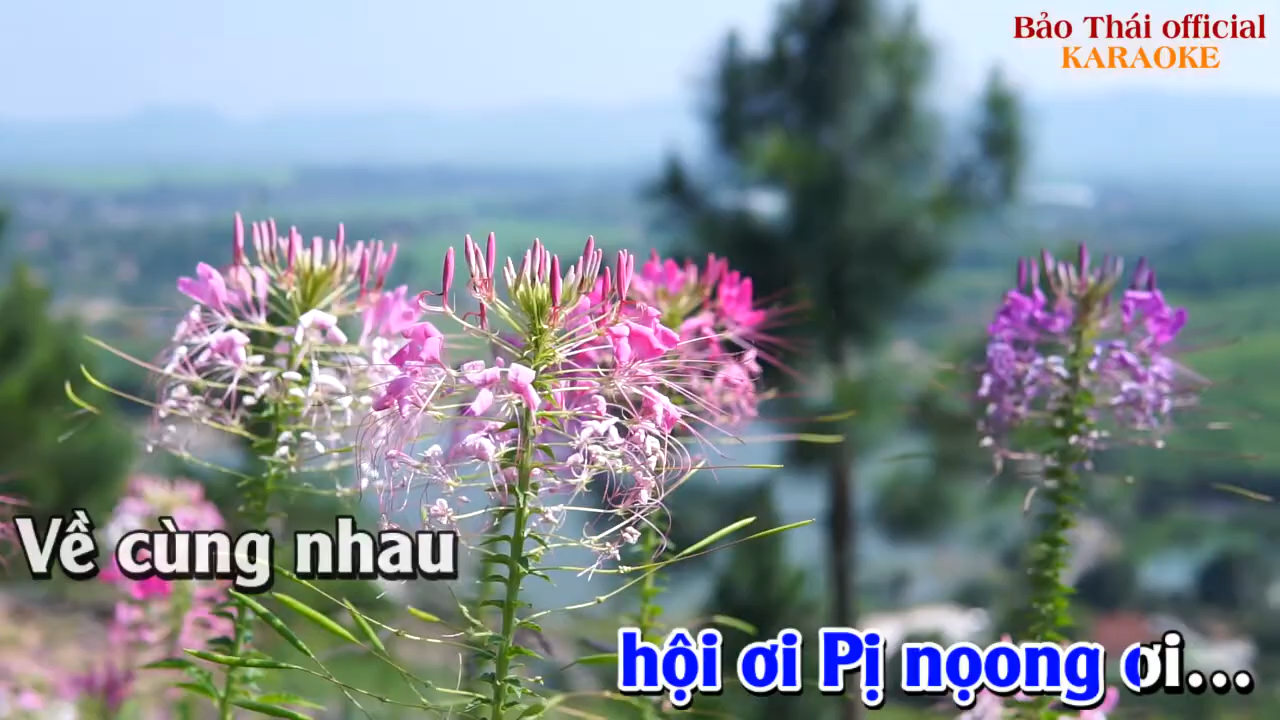 Bảo Thái official
KARAOKE
Về cùng nhau
hội ơi Pị nọong ơi...